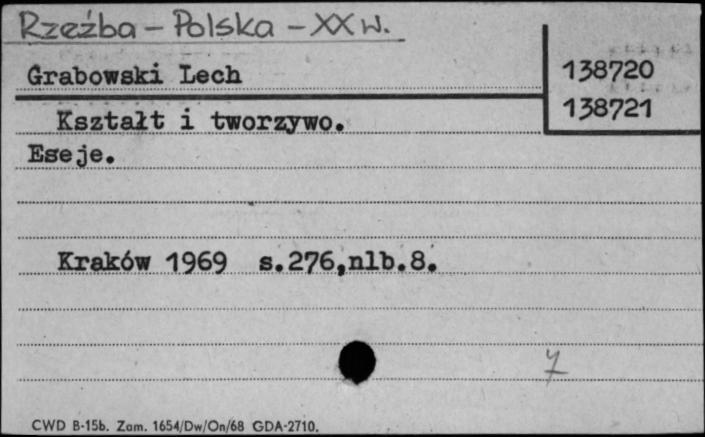 Rzeźba – Polska – XX w.
Grabowski Lech
138720
138721
Kształt i tworzywo.
Eseje.
Kraków 1969 s.276,nlb.8.
7
CWD B-15b. Zam. 1654/Dw/On/68 GDA-2710.